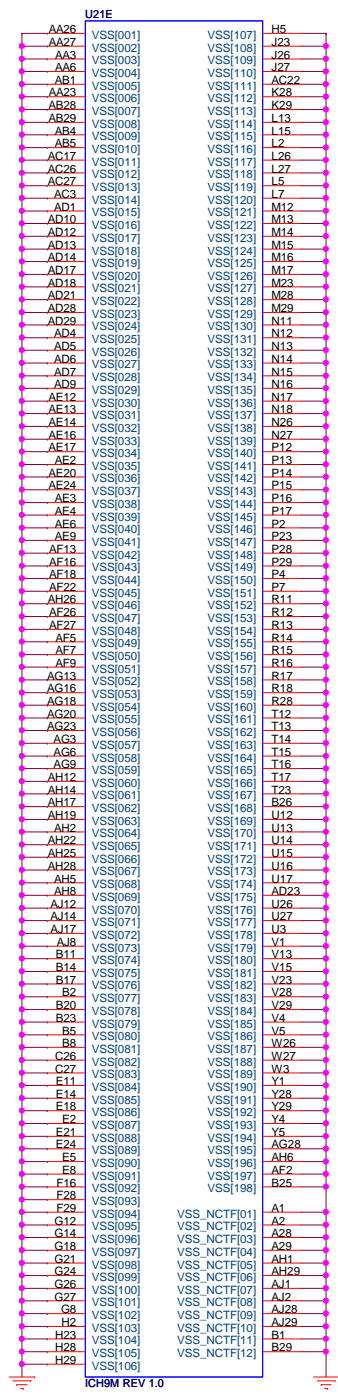 U21E
AA26 VSS[001] VSS[107] H5
AA27 VSS[002] VSS[108] J23
AA3 VSS[003] VSS[109] J26
AA6 VSS[004] VSS[110] J27
AB1 VSS[005] VSS[111] AC22
AA23 VSS[006] VSS[112] K28
AB28 VSS[007] VSS[113] K29
AB29 VSS[008] VSS[114] L13
AB4 VSS[009] VSS[115] L15
AB5 VSS[010] VSS[116] L2
AC17 VSS[011] VSS[117] L26
AC26 VSS[012] VSS[118] L27
AC27 VSS[013] VSS[119] L5
AC3 VSS[014] VSS[120] L7
AD1 VSS[015] VSS[121] M12
AD10 VSS[016] VSS[122] M13
AD12 VSS[017] VSS[123] M14
AD13 VSS[018] VSS[124] M15
AD14 VSS[019] VSS[125] M16
AD17 VSS[020] VSS[126] M17
AD18 VSS[021] VSS[127] M23
AD21 VSS[022] VSS[128] M28
AD28 VSS[023] VSS[129] M29
AD29 VSS[024] VSS[130] N11
AD4 VSS[025] VSS[131] N12
AD5 VSS[026] VSS[132] N13
AD6 VSS[027] VSS[133] N14
AD7 VSS[028] VSS[134] N15
AD9 VSS[029] VSS[135] N16
AE12 VSS[030] VSS[136] N17
AE13 VSS[031] VSS[137] N18
AE14 VSS[032] VSS[138] N26
AE16 VSS[033] VSS[139] N27
AE17 VSS[034] VSS[140] P12
AE2 VSS[035] VSS[141] P13
AE20 VSS[036] VSS[142] P14
AE24 VSS[037] VSS[143] P15
AE3 VSS[038] VSS[144] P16
AE4 VSS[039] VSS[145] P17
AE6 VSS[040] VSS[146] P2
AE9 VSS[041] VSS[147] P23
AF13 VSS[042] VSS[148] P28
AF16 VSS[043] VSS[149] P29
AF18 VSS[044] VSS[150] P4
AF22 VSS[045] VSS[151] P7
AH26 VSS[046] VSS[152] R11
AF26 VSS[047] VSS[153] R12
AF27 VSS[048] VSS[154] R13
AF5 VSS[049] VSS[155] R14
AF7 VSS[050] VSS[156] R15
AF9 VSS[051] VSS[157] R16
AG13 VSS[052] VSS[158] R17
AG16 VSS[053] VSS[159] R18
AG18 VSS[054] VSS[160] R28
AG20 VSS[055] VSS[161] T12
AG23 VSS[056] VSS[162] T13
AG3 VSS[057] VSS[163] T14
AG6 VSS[058] VSS[164] T15
AG9 VSS[059] VSS[165] T16
AH12 VSS[060] VSS[166] T17
AH14 VSS[061] VSS[167] T23
AH17 VSS[062] VSS[168] B26
AH19 VSS[063] VSS[169] U12
AH2 VSS[064] VSS[170] U13
AH22 VSS[065] VSS[171] U14
AH25 VSS[066] VSS[172] U15
AH28 VSS[067] VSS[173] U16
AH5 VSS[068] VSS[174] U17
AH8 VSS[069] VSS[175] AD23
AJ12 VSS[070] VSS[176] U26
AJ14 VSS[071] VSS[177] U27
AJ17 VSS[072] VSS[178] U3
AJ8 VSS[073] VSS[179] V1
B11 VSS[074] VSS[180] V13
B14 VSS[075] VSS[181] V15
B17 VSS[076] VSS[182] V23
B2 VSS[077] VSS[183] V28
B20 VSS[078] VSS[184] V29
B23 VSS[079] VSS[185] V4
B5 VSS[080] VSS[186] V5
B8 VSS[081] VSS[187] W26
C26 VSS[082] VSS[188] W27
C27 VSS[083] VSS[189] W3
E11 VSS[084] VSS[190] Y1
E14 VSS[085] VSS[191] Y28
E18 VSS[086] VSS[192] Y29
E2 VSS[087] VSS[193] Y4
E21 VSS[088] VSS[194] Y5
E24 VSS[089] VSS[195] AG28
E5 VSS[090] VSS[196] AH6
E8 VSS[091] VSS[197] AF2
F16 VSS[092] VSS[198] B25
F28 VSS[093]
F29 VSS[094] VSS_NCTF[01] A1
G12 VSS[095] VSS_NCTF[02] A2
G14 VSS[096] VSS_NCTF[03] A28
G18 VSS[097] VSS_NCTF[04] A29
G21 VSS[098] VSS_NCTF[05] AH1
G24 VSS[099] VSS_NCTF[06] AH29
G26 VSS[100] VSS_NCTF[07] AJ1
G27 VSS[101] VSS_NCTF[08] AJ2
G8 VSS[102] VSS_NCTF[09] AJ28
H2 VSS[103] VSS_NCTF[10] AJ29
H23 VSS[104] VSS_NCTF[11] B1
H28 VSS[105] VSS_NCTF[12] B29
H29 VSS[106]
ICH9M REV 1.0